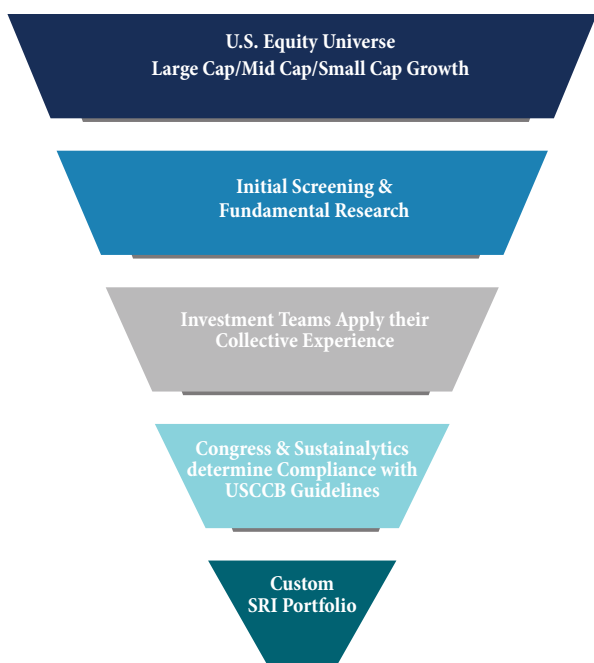 U.S. Equity Universe
Large Cap/Mid Cap/Small Cap Growth
Initial Screening &
Fundamental Research
Investment Teams Apply their
Collective Experience
Congress & Sustainalytics
determine Compliance with
USCCB Guidelines
Custom
SRI Portfolio